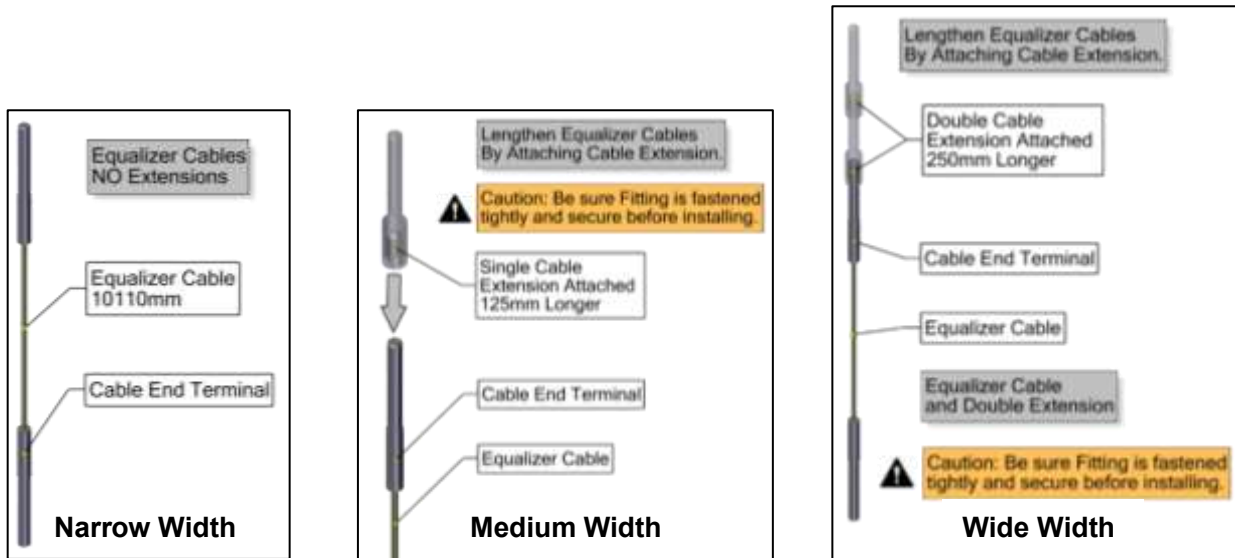 Equalizer Cables
NO Extensions
Equalizer Cable
10110mm
Cable End Terminal
Narrow Width
Lengthen Equalizer Cables
By Attaching Cable Extension.
Caution: Be sure Fitting is fastened
tightly and secure before installing.
Single Cable
Extension Attached
125mm Longer
Cable End Terminal
Equalizer Cable
Medium Width
Lengthen Equalizer Cables
By Attaching Cable Extension.
Double Cable
Extension Attached
250mm Longer
Cable End Terminal
Equalizer Cable
Equalizer Cable
and Double Extension
Caution: Be sure Fitting is fastened
tightly and secure before installing.
Wide Width